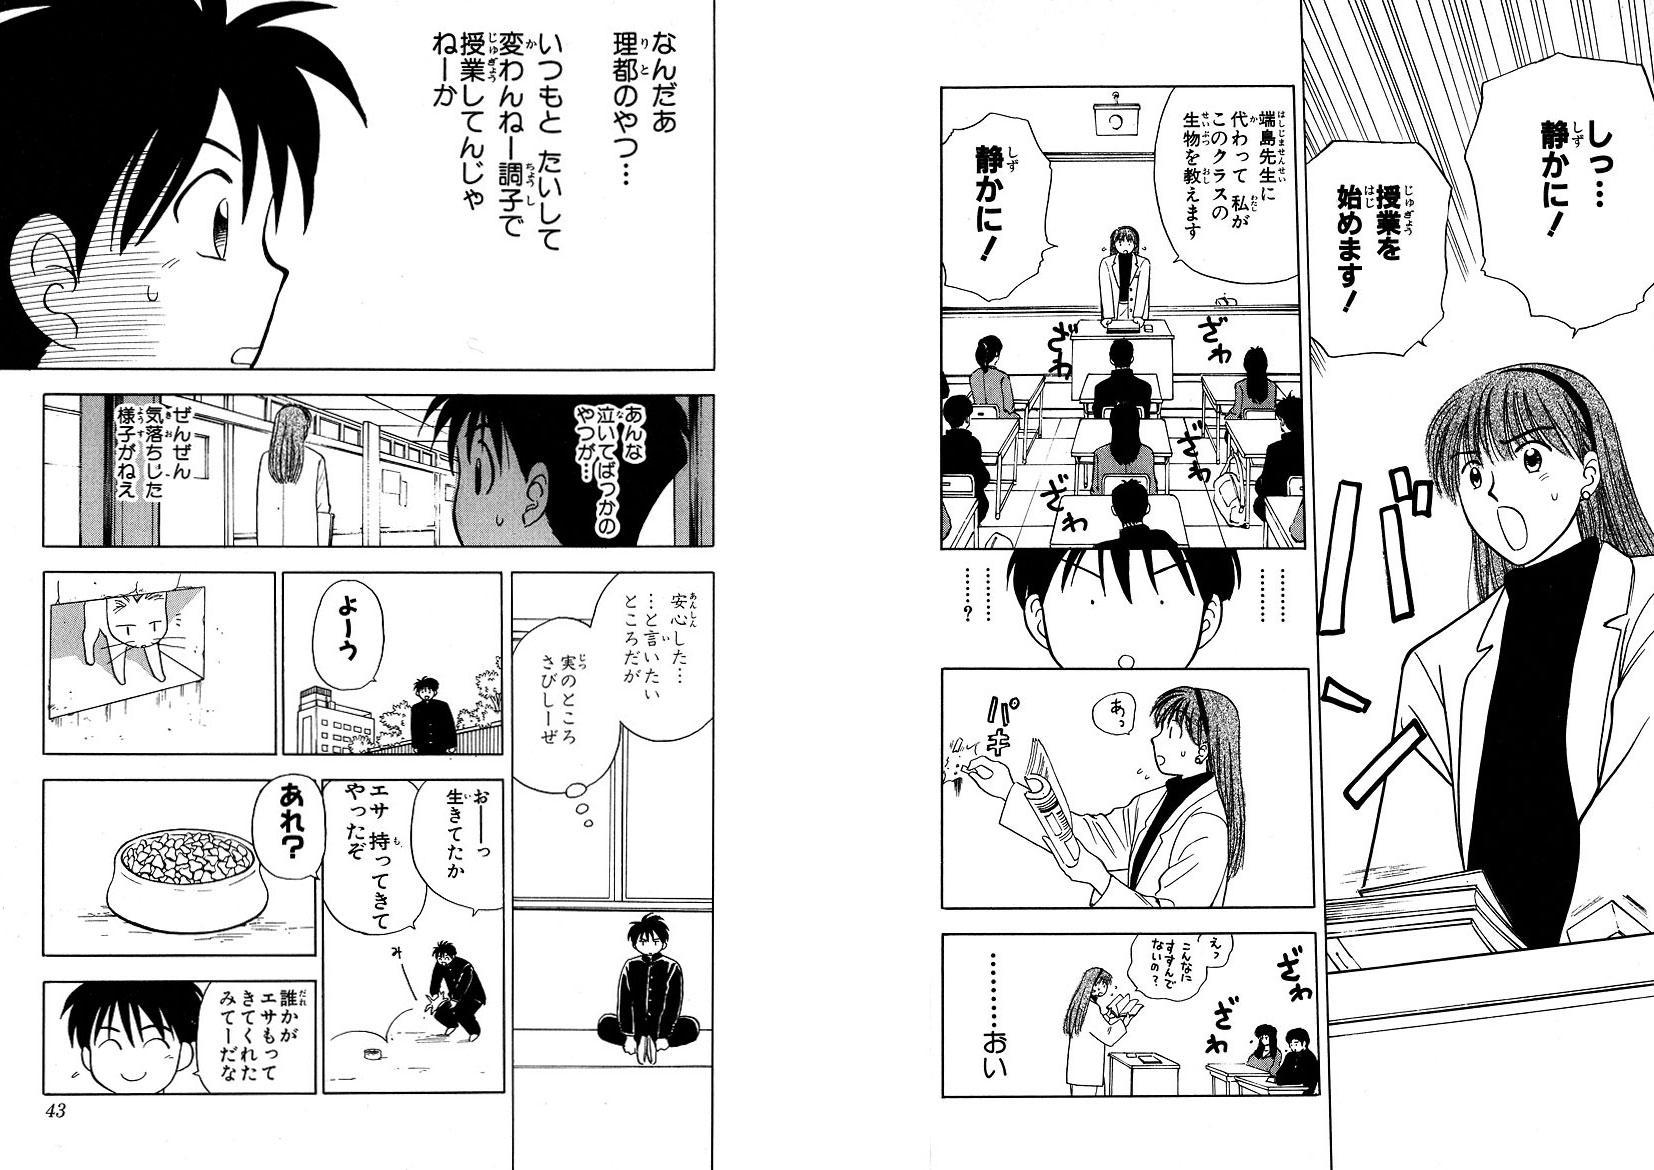 しっ…
静かに！
授業を
始めます！
バン
端島先生に
代わって 私が
このクラスの
生物を教えます
静かに！
ざわ
ざわ
ざわ
ざわ
………
………？
あっ
パキ
えっ
こんなに
すすんで
ないの？
ざわ
ざわ
………おい
なんだあ
理都のやつ…
いつもと たいして
変わんねー調子で
授業してんじゃ
ねーか
あんな
泣いてばっかの
やつが…
ぜんぜん
気落ちした
様子がねえ
安心した…
…と言いたい
ところだが
実のところ
さびしーぜ
よーう
おーーっ
生きてたか
エサ 持ってきて
やったぞ
み
あれ？
誰かが
エサもって
きてくれた
みてーだな
43